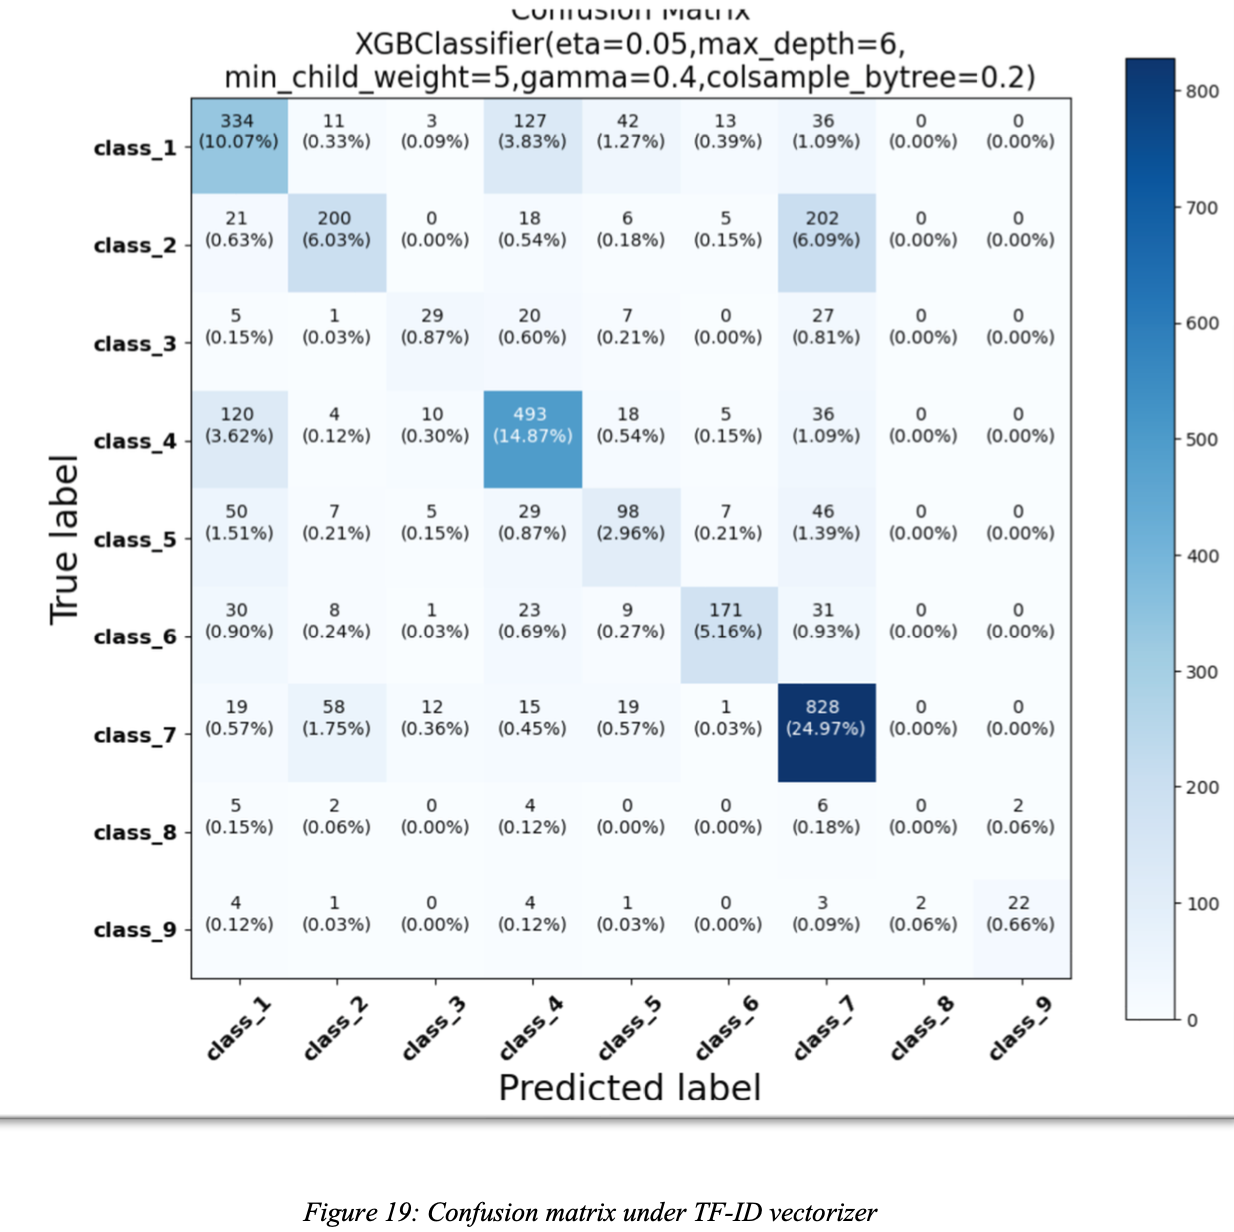 Confusion Matrix
XGBClassifier(eta=0.05,max_depth=6,
min_child_weight=5,gamma=0.4,colsample_bytree=0.2)
True label
class_1 334 11 3 127 42 13 36 0 0
(10.07%) (0.33%) (0.09%) (3.83%) (1.27%) (0.39%) (1.09%) (0.00%) (0.00%)
class_2 21 200 0 18 6 5 202 0 0
(0.63%) (6.03%) (0.00%) (0.54%) (0.18%) (0.15%) (6.09%) (0.00%) (0.00%)
class_3 5 1 29 20 7 0 27 0 0
(0.15%) (0.03%) (0.87%) (0.60%) (0.21%) (0.00%) (0.81%) (0.00%) (0.00%)
class_4 120 4 10 493 18 5 36 0 0
(3.62%) (0.12%) (0.30%) (14.87%) (0.54%) (0.15%) (1.09%) (0.00%) (0.00%)
class_5 50 7 5 29 98 7 46 0 0
(1.51%) (0.21%) (0.15%) (0.87%) (2.96%) (0.21%) (1.39%) (0.00%) (0.00%)
class_6 30 8 1 23 9 171 31 0 0
(0.90%) (0.24%) (0.03%) (0.69%) (0.27%) (5.16%) (0.93%) (0.00%) (0.00%)
class_7 19 58 12 15 19 1 828 0 0
(0.57%) (1.75%) (0.36%) (0.45%) (0.57%) (0.03%) (24.97%) (0.00%) (0.00%)
class_8 5 2 0 4 0 0 6 0 2
(0.15%) (0.06%) (0.00%) (0.12%) (0.00%) (0.00%) (0.18%) (0.00%) (0.06%)
class_9 4 1 0 4 1 0 3 2 22
(0.12%) (0.03%) (0.00%) (0.12%) (0.03%) (0.00%) (0.09%) (0.06%) (0.66%)
class_1 class_2 class_3 class_4 class_5 class_6 class_7 class_8 class_9
Predicted label
800
700
600
500
400
300
200
100
0
Figure 19: Confusion matrix under TF-ID vectorizer